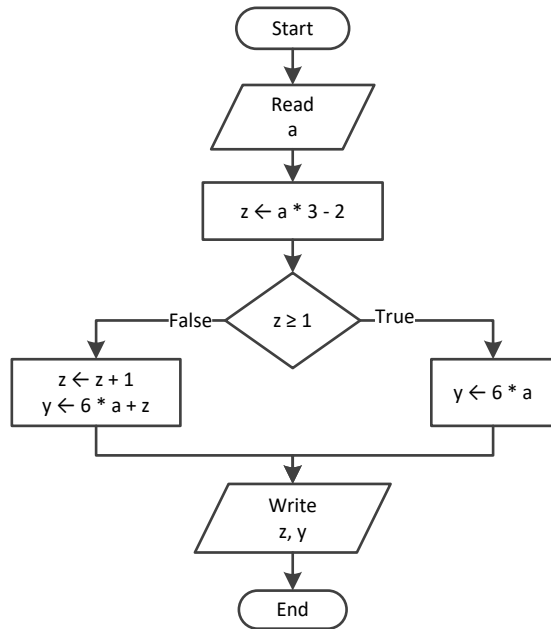 Start
Read
a
z ← a * 3 - 2
z ≥ 1
False
True
z ← z + 1
y ← 6 * a + z
y ← 6 * a
Write
z, y
End